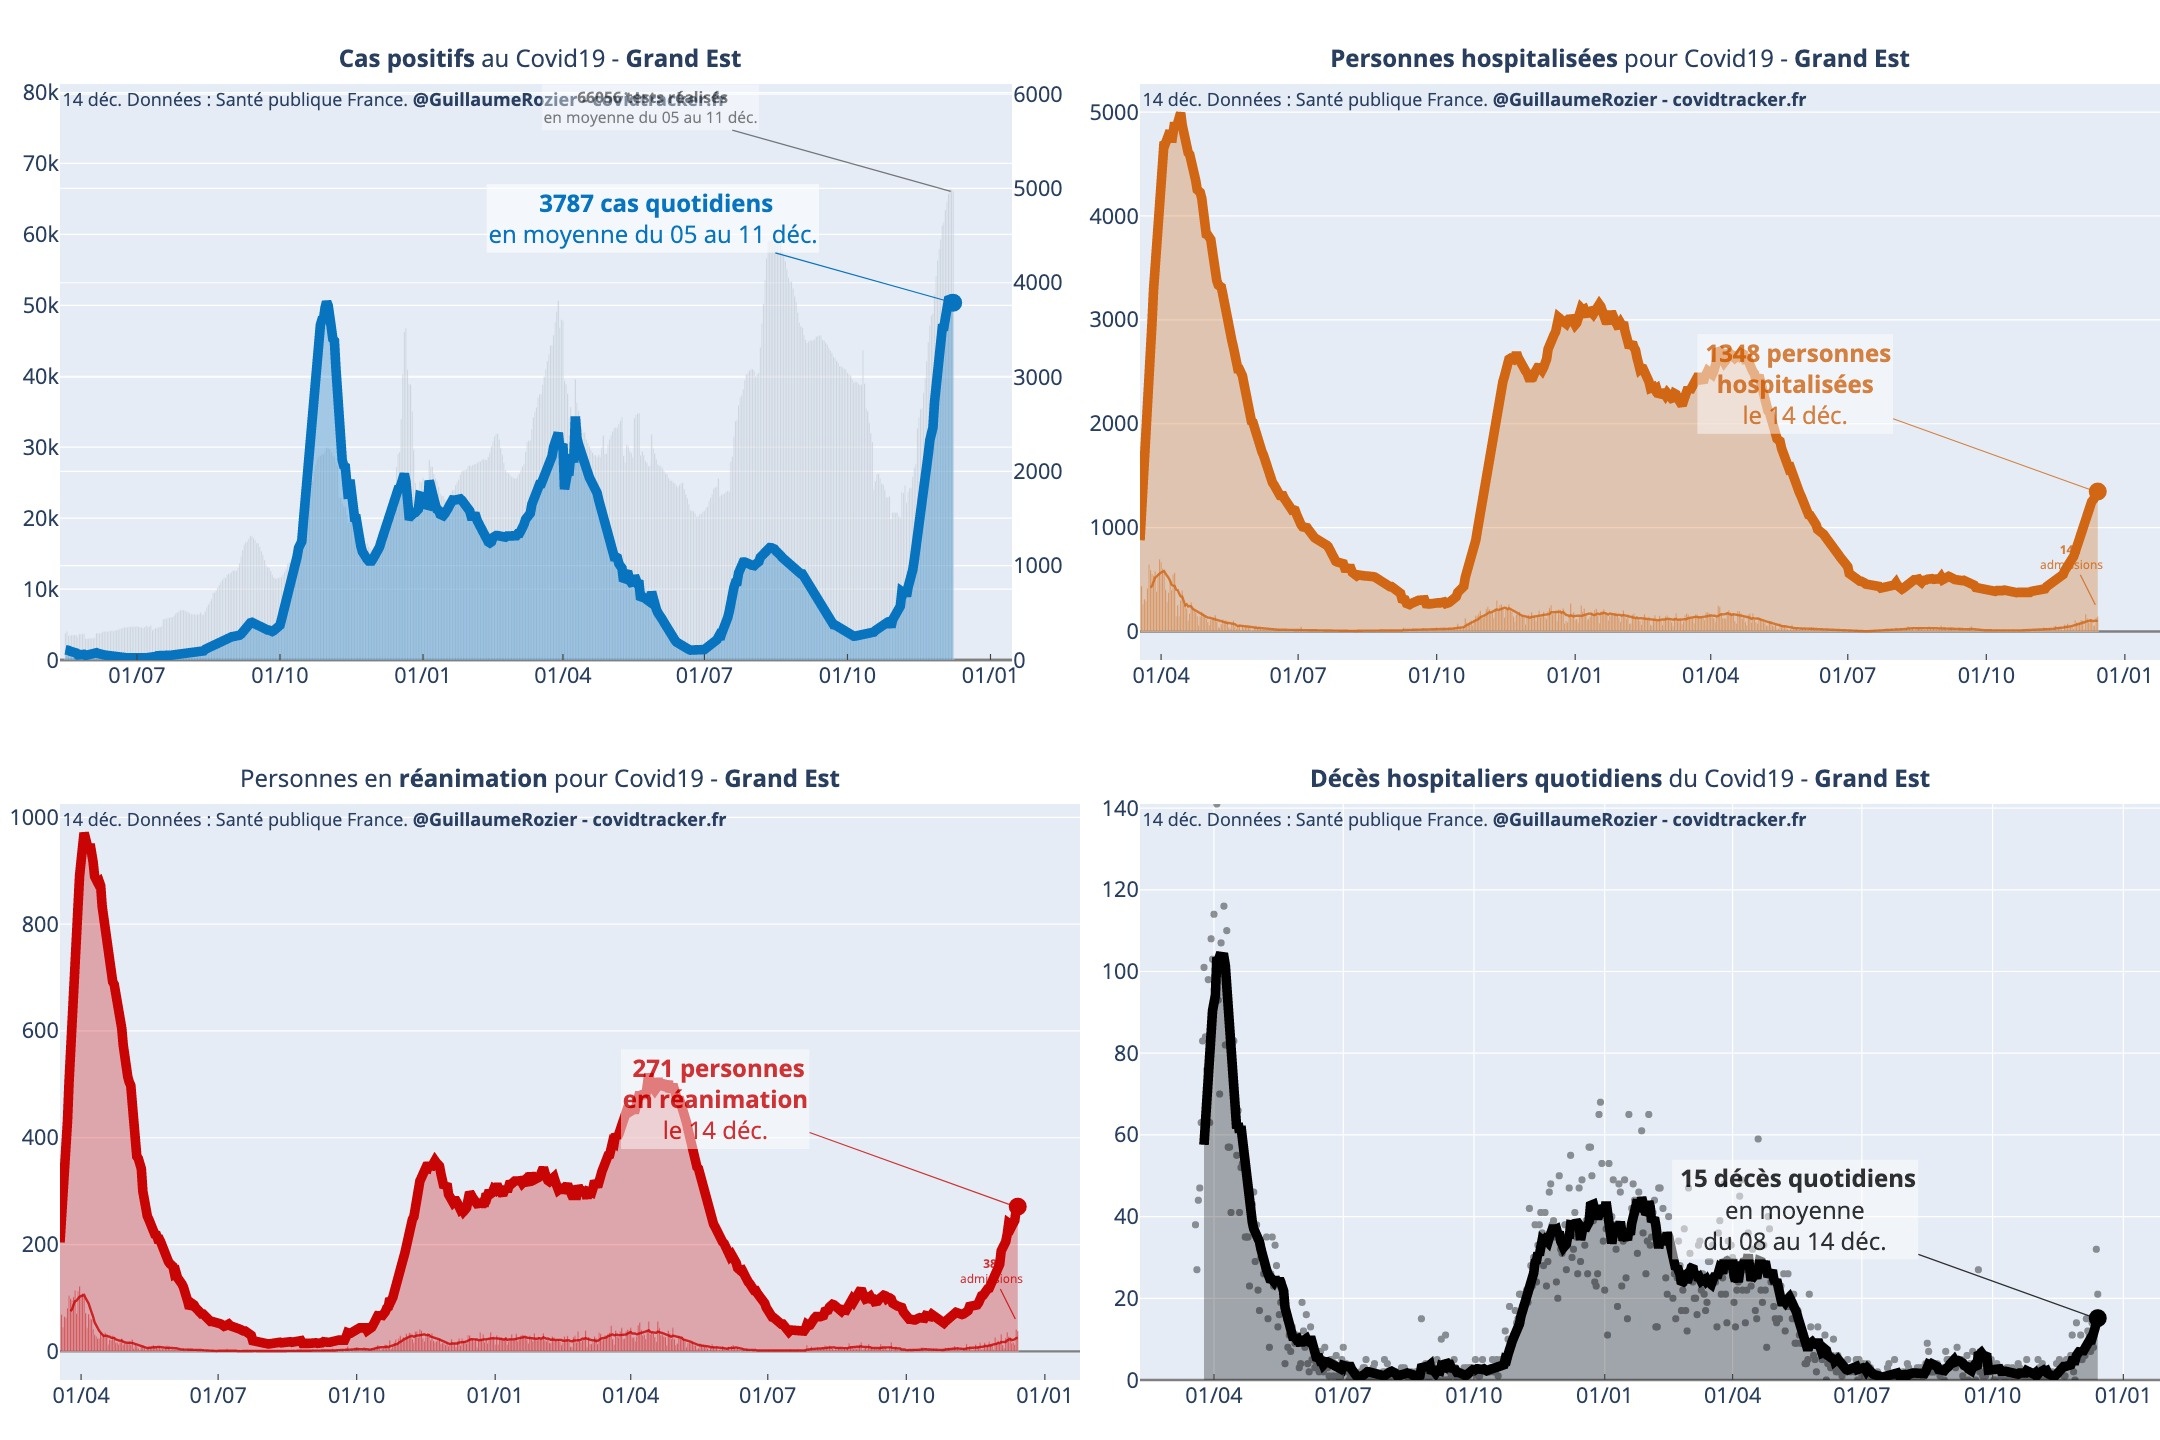 Cas positifs au Covid19 - Grand Est
80k
70k
60k
50k
40k
30k
20k
10k
0
14 déc. Données : Santé publique France. @GuillaumeRozier - covidtracker.fr
66056 tests réalisés
en moyenne du 05 au 11 déc.
3787 cas quotidiens
en moyenne du 05 au 11 déc.
6000
5000
4000
3000
2000
1000
0
01/07 01/10 01/01 01/04 01/07 01/10 01/01
Personnes hospitalisées pour Covid19 - Grand Est
14 déc. Données : Santé publique France. @GuillaumeRozier - covidtracker.fr
5000
4000
3000
2000
1000
0
1348 personnes
hospitalisées
le 14 déc.
admissions
01/04 01/07 01/10 01/01 01/04 01/07 01/10 01/01
Personnes en réanimation pour Covid19 - Grand Est
14 déc. Données : Santé publique France. @GuillaumeRozier - covidtracker.fr
1000
800
600
400
200
0
271 personnes
en réanimation
le 14 déc.
38
admissions
01/04 01/07 01/10 01/01 01/04 01/07 01/10 01/01
Décès hospitaliers quotidiens du Covid19 - Grand Est
14 déc. Données : Santé publique France. @GuillaumeRozier - covidtracker.fr
140
120
100
80
60
40
20
0
15 décès quotidiens
en moyenne
du 08 au 14 déc.
01/04 01/07 01/10 01/01 01/04 01/07 01/10 01/01